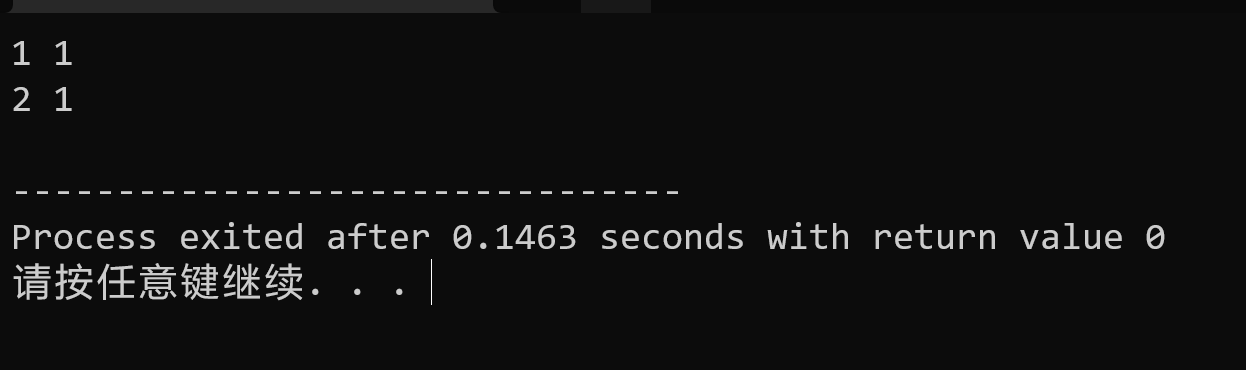 1 1
2 1
--------------------------------
Process exited after 0.1463 seconds with return value 0
请按任意键继续. . .